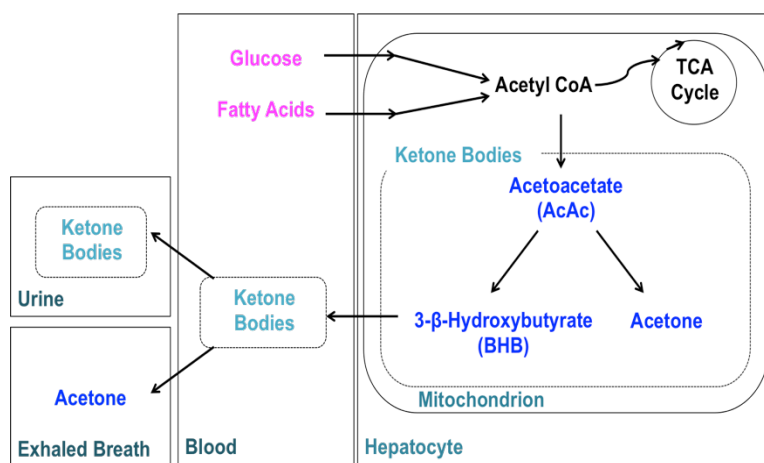 Glucose
Fatty Acids
Acetyl CoA
TCA
Cycle
Ketone Bodies
Acetoacetate
(AcAc)
3-β-Hydroxybutyrate
(BHB)
Acetone
Mitochondrion
Hepatocyte
Ketone
Bodies
Blood
Ketone
Bodies
Urine
Acetone
Exhaled Breath